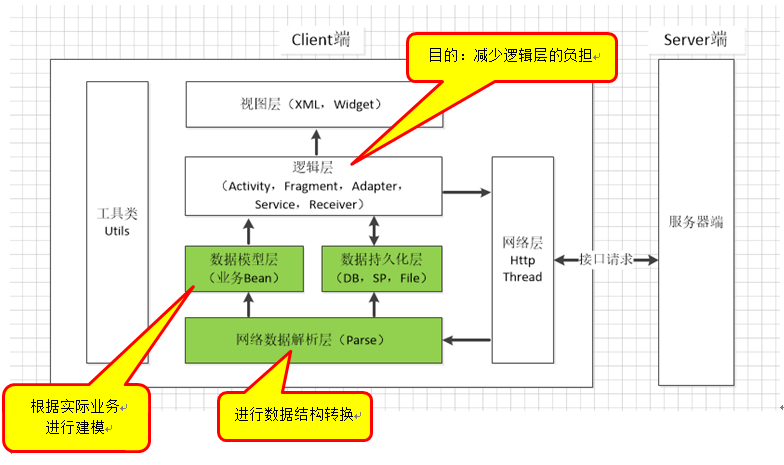 Client端
Server端
目的：减少逻辑层的负担
视图层（XML，Widget）
逻辑层
（Activity，Fragment，Adapter，
Service，Receiver）
工具类
Utils
数据模型层
（业务Bean）
数据持久化层
（DB，SP，File）
网络层
Http
Thread
接口请求
服务器端
网络数据解析层（Parse）
根据实际业务
进行建模
进行数据结构转换